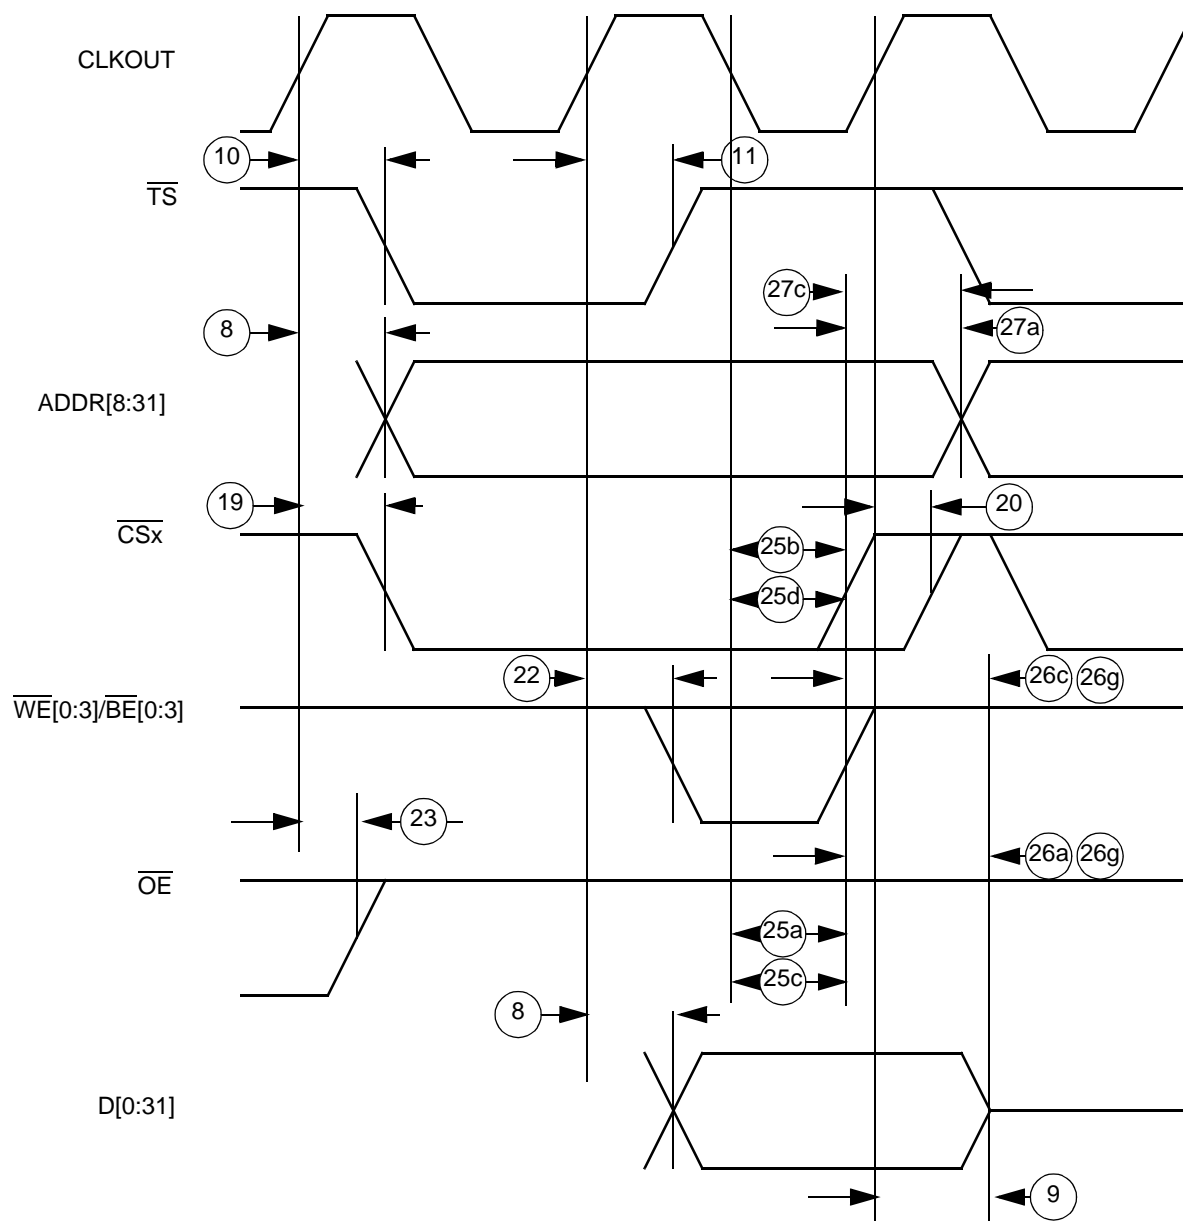 CLKOUT
10
11
TS
27c
8
27a
ADDR[8:31]
19
20
CSx
25b
25d
22
26c 26g
WE[0:3]/BE[0:3]
23
26a 26g
OE
25a
25c
8
D[0:31]
9